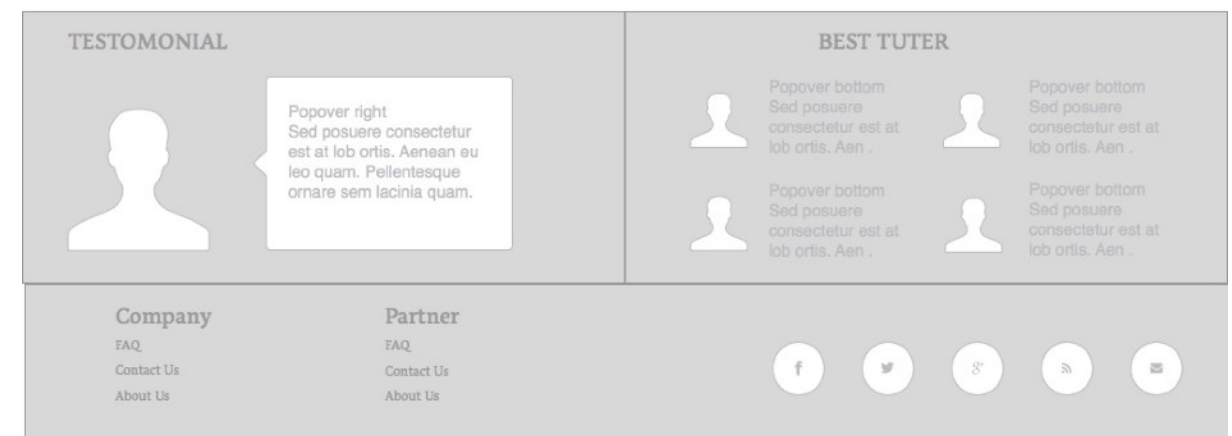 TESTOMONIAL
Popover right
Sed posuere consectetur
est at lob ortis. Aenean eu
leo quam. Pellentesque
ornare sem lacinia quam.
BEST TUTER
Popover bottom
Sed posuere
consectetur est at
lob ortis. Aen .
Popover bottom
Sed posuere
consectetur est at
lob ortis. Aen .
Popover bottom
Sed posuere
consectetur est at
lob ortis. Aen .
Popover bottom
Sed posuere
consectetur est at
lob ortis. Aen .
Company
FAQ
Contact Us
About Us
Partner
FAQ
Contact Us
About Us